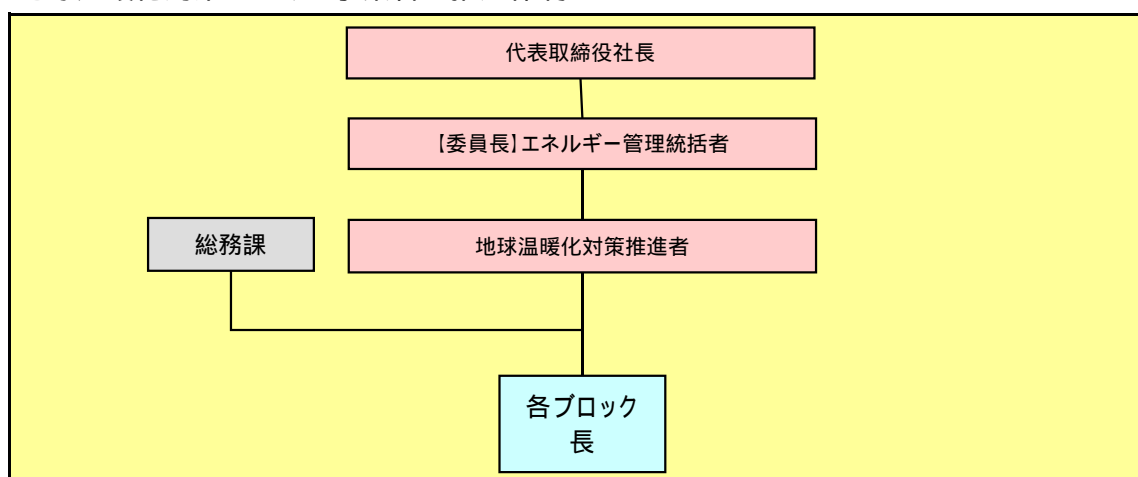 代表取締役社長
【委員長】エネルギー管理統括者
総務課
地球温暖化対策推進者
各ブロック
長